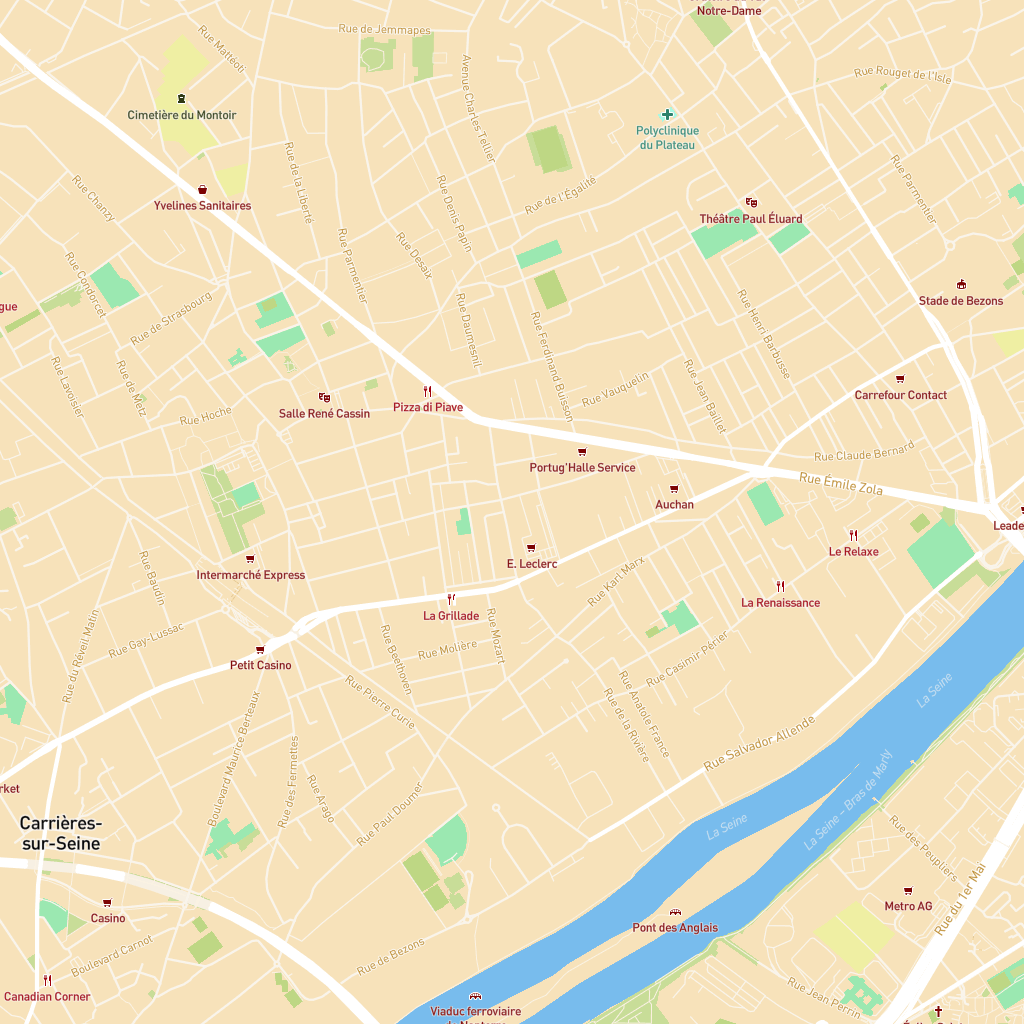 Notre-Dame
Rue de Jemmapes
Rue Mattéoti
Avenue Charles Tellier
Rue Rouget de l'Isle
Cimetière du Montoir
Polyclinique
du Plateau
Rue de la Liberté
Rue Chanzy
Yvelines Sanitaires
Rue de l'Égalité
Rue Denis Papin
Rue Parmentier
Théâtre Paul Éluard
Rue Parmentier
Rue Desaix
Rue Condorcet
Stade de Bezons
gue
Rue de Strasbourg
Rue Daumesnil
Rue Ferdinand Buisson
Rue Henri Barbusse
Rue Lavoisier
Rue de Metz
Rue Vauquelin
Rue Jean Baillet
Carrefour Contact
Salle René Cassin
Pizza di Piave
Rue Hoche
Rue Claude Bernard
Portug'Halle Service
Rue Émile Zola
Auchan
Leade
Le Relaxe
E. Leclerc
Intermarché Express
Rue Baudin
Rue Karl Marx
La Renaissance
La Grillade
Rue Gay-Lussac
Rue du Réveil Matin
Rue Mozart
Rue Molière
Rue Beethoven
Rue Casimir Périer
Petit Casino
Rue Pierre Curie
Rue Anatole France
Rue de la Rivière
La Seine
Boulevard Maurice Berteaux
Rue des Fermettes
Rue Salvador Allende
Rue Arago
Rue Paul Doumer
rket
La Seine – Bras de Marly
La Seine
Carrières-
sur-Seine
Rue des Peupliers
Rue du 1er Mai
Casino
Metro AG
Pont des Anglais
Boulevard Carnot
Rue de Bezons
Canadian Corner
Rue Jean Perrin
Viaduc ferroviaire